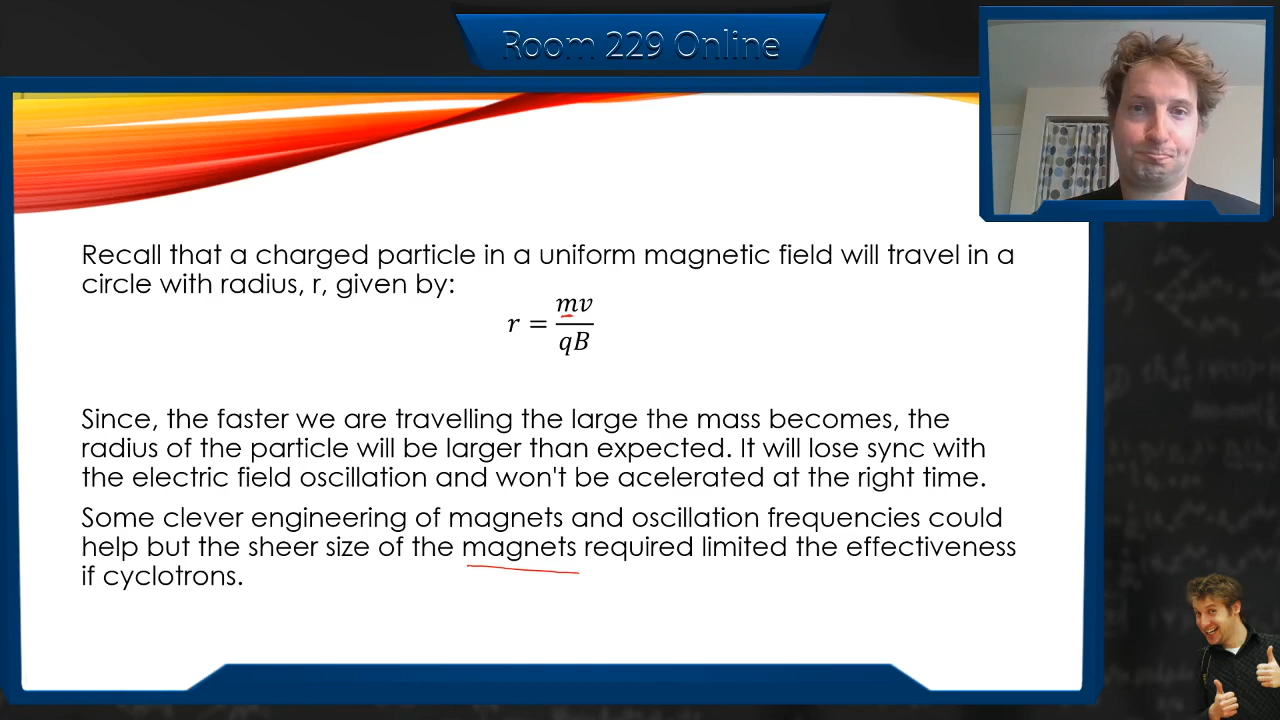 Room 229 Online
Recall that a charged particle in a uniform magnetic field will travel in a
circle with radius, r, given by:
r = mv/qB
Since, the faster we are travelling the large the mass becomes, the
radius of the particle will be larger than expected. It will lose sync with
the electric field oscillation and won't be acelerated at the right time.
Some clever engineering of magnets and oscillation frequencies could
help but the sheer size of the magnets required limited the effectiveness
if cyclotrons.